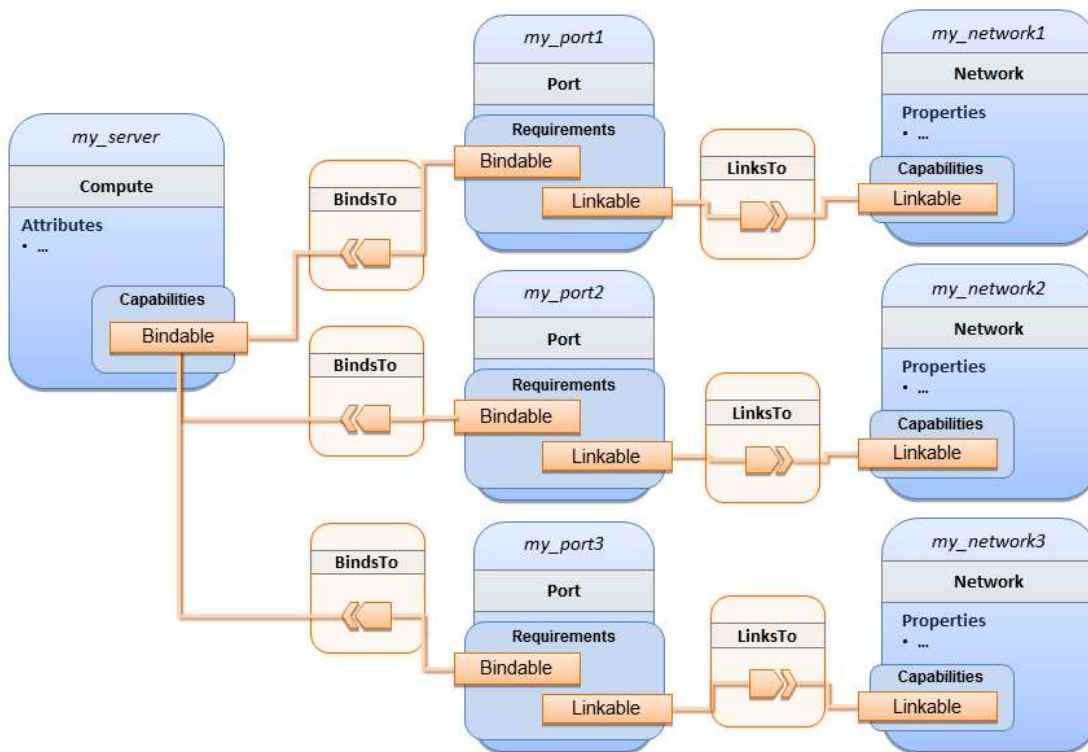 my_server
Compute
Attributes
• ...
Capabilities
Bindable
BindsTo
my_port1
Port
Requirements
Bindable
Linkable
LinksTo
my_network1
Network
Properties
• ...
Capabilities
Linkable
BindsTo
my_port2
Port
Requirements
Bindable
Linkable
LinksTo
my_network2
Network
Properties
• ...
Capabilities
Linkable
BindsTo
my_port3
Port
Requirements
Bindable
Linkable
LinksTo
my_network3
Network
Properties
• ...
Capabilities
Linkable